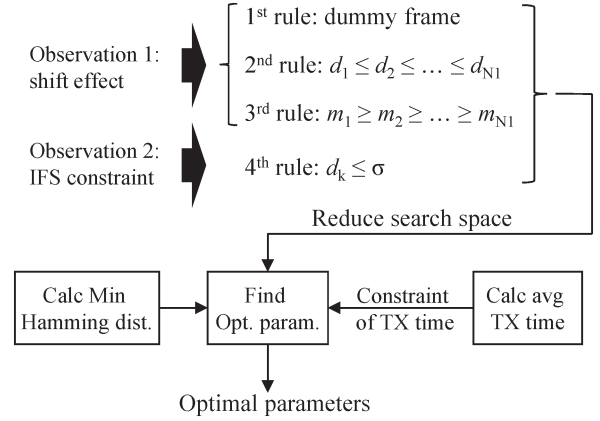 1st rule: dummy frame
Observation 1:
shift effect
2nd rule: d1 ≤ d2 ≤ … ≤ dN1
3rd rule: m1 ≥ m2 ≥ … ≥ mN1
Observation 2:
IFS constraint
4th rule: dk ≤ σ
Reduce search space
Calc Min
Hamming dist.
Find
Opt. param.
Constraint
of TX time
Calc avg
TX time
Optimal parameters